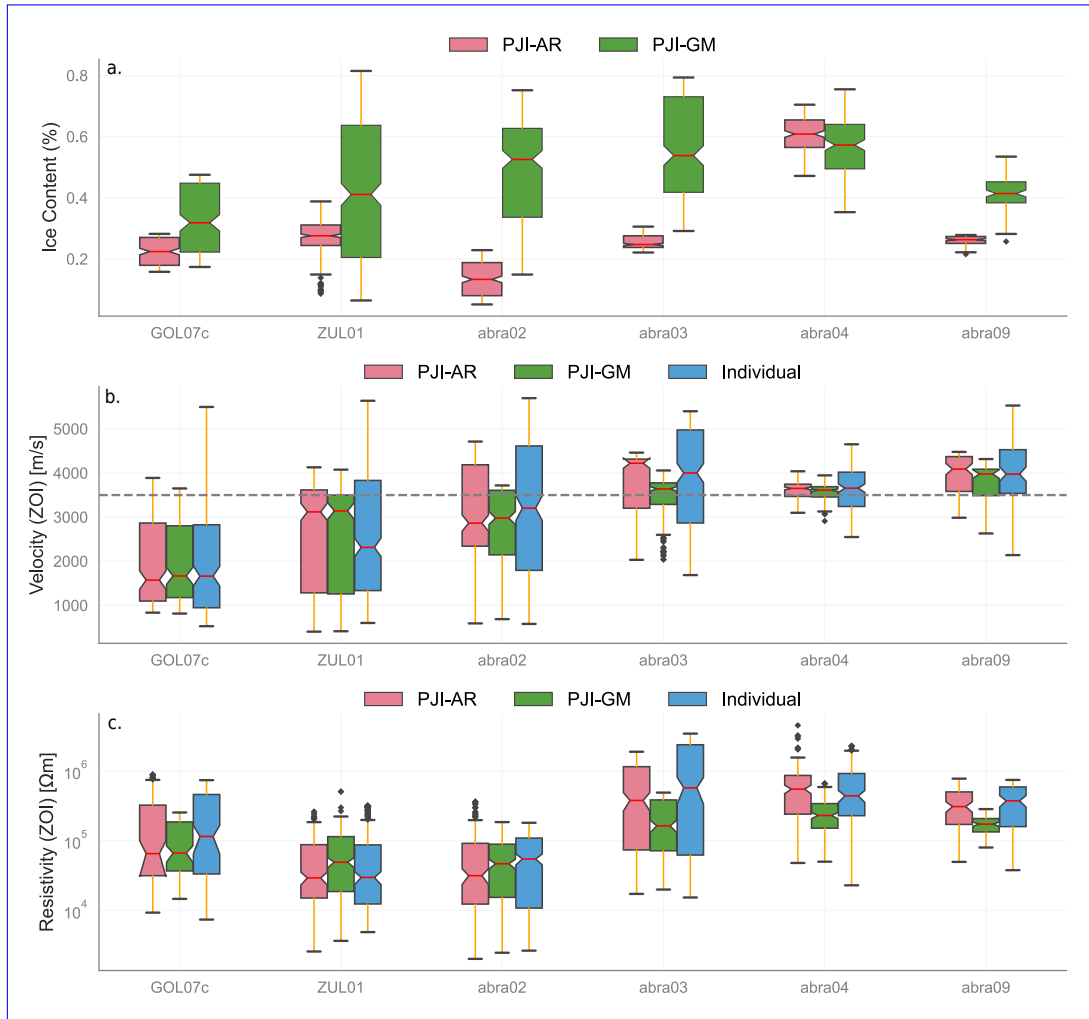 PJI-AR PJI-GM
a.
0.8
0.6
0.4
0.2
Ice Content (%)
GOL07c ZUL01 abra02 abra03 abra04 abra09
PJI-AR PJI-GM Individual
b.
5000
4000
3000
2000
1000
Velocity (ZOI) [m/s]
GOL07c ZUL01 abra02 abra03 abra04 abra09
PJI-AR PJI-GM Individual
c.
10⁶
10⁵
10⁴
Resistivity (ZOI) [Ωm]
GOL07c ZUL01 abra02 abra03 abra04 abra09